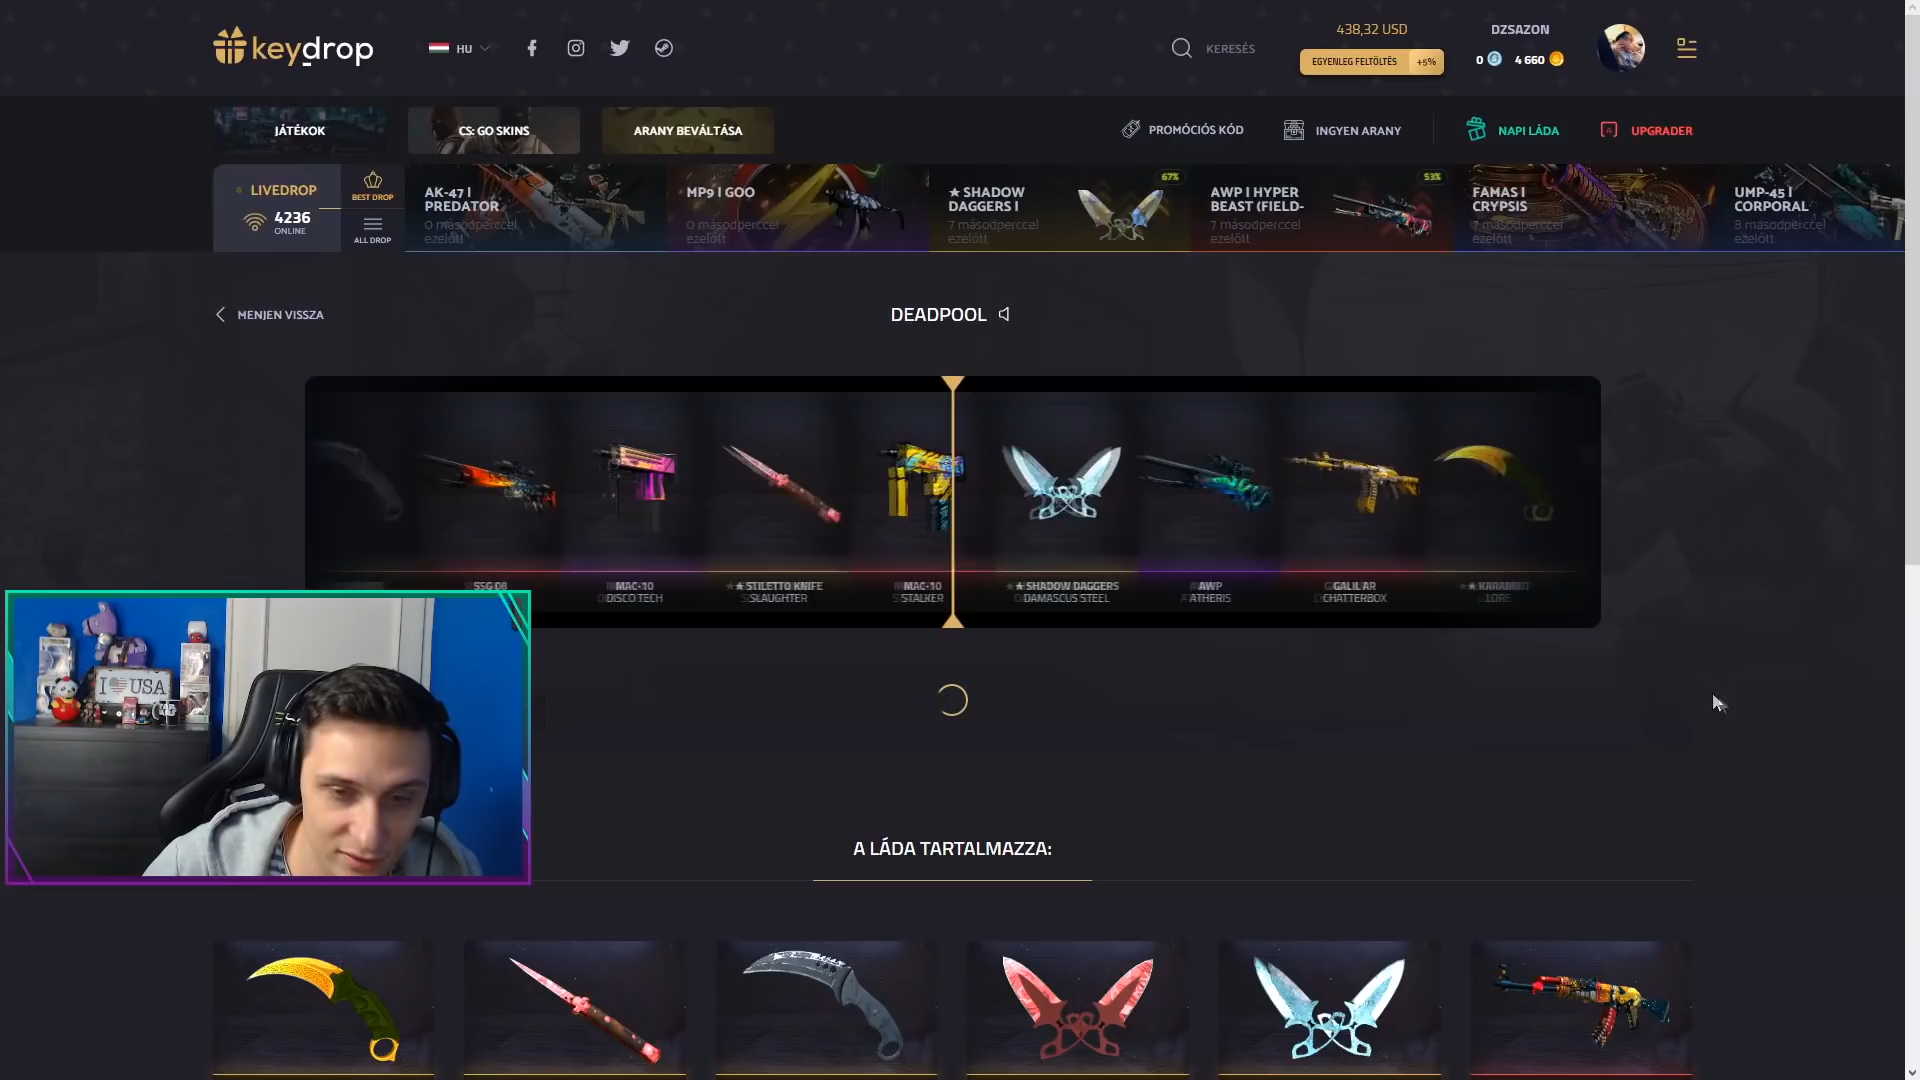 keydrop
HU
KERESÉS
438,32 USD
EGYENLEG FELTÖLTÉS +5%
DZSAZON
0 4 660
JÁTÉKOK
CS: GO SKINS
ARANY BEVÁLTÁSA
PROMÓCIÓS KÓD
INGYEN ARANY
NAPI LÁDA
UPGRADER
LIVEDROP
4236
ONLINE
BEST DROP
ALL DROP
AK-47 |
PREDATOR
0 másodperccel
ezelőtt
MP9 | GOO
0 másodperccel
ezelőtt
★ SHADOW
DAGGERS |
7 másodperccel
ezelőtt
67%
AWP | HYPER
BEAST (FIELD-
7 másodperccel
ezelőtt
53%
FAMAS |
CRYPSIS
7 másodperccel
ezelőtt
UMP-45 |
CORPORAL
8 másodperccel
ezelőtt
MENJEN VISSZA
DEADPOOL
SSG 08
MAC-10
DISCO TECH
★ STILETTO KNIFE
SLAUGHTER
MAC-10
STALKER
★ SHADOW DAGGERS
DAMASCUS STEEL
AWP
ATHERIS
GALIL AR
CHATTERBOX
★ KARAMBIT
LORE
I ❤ USA
A LÁDA TARTALMAZZA: